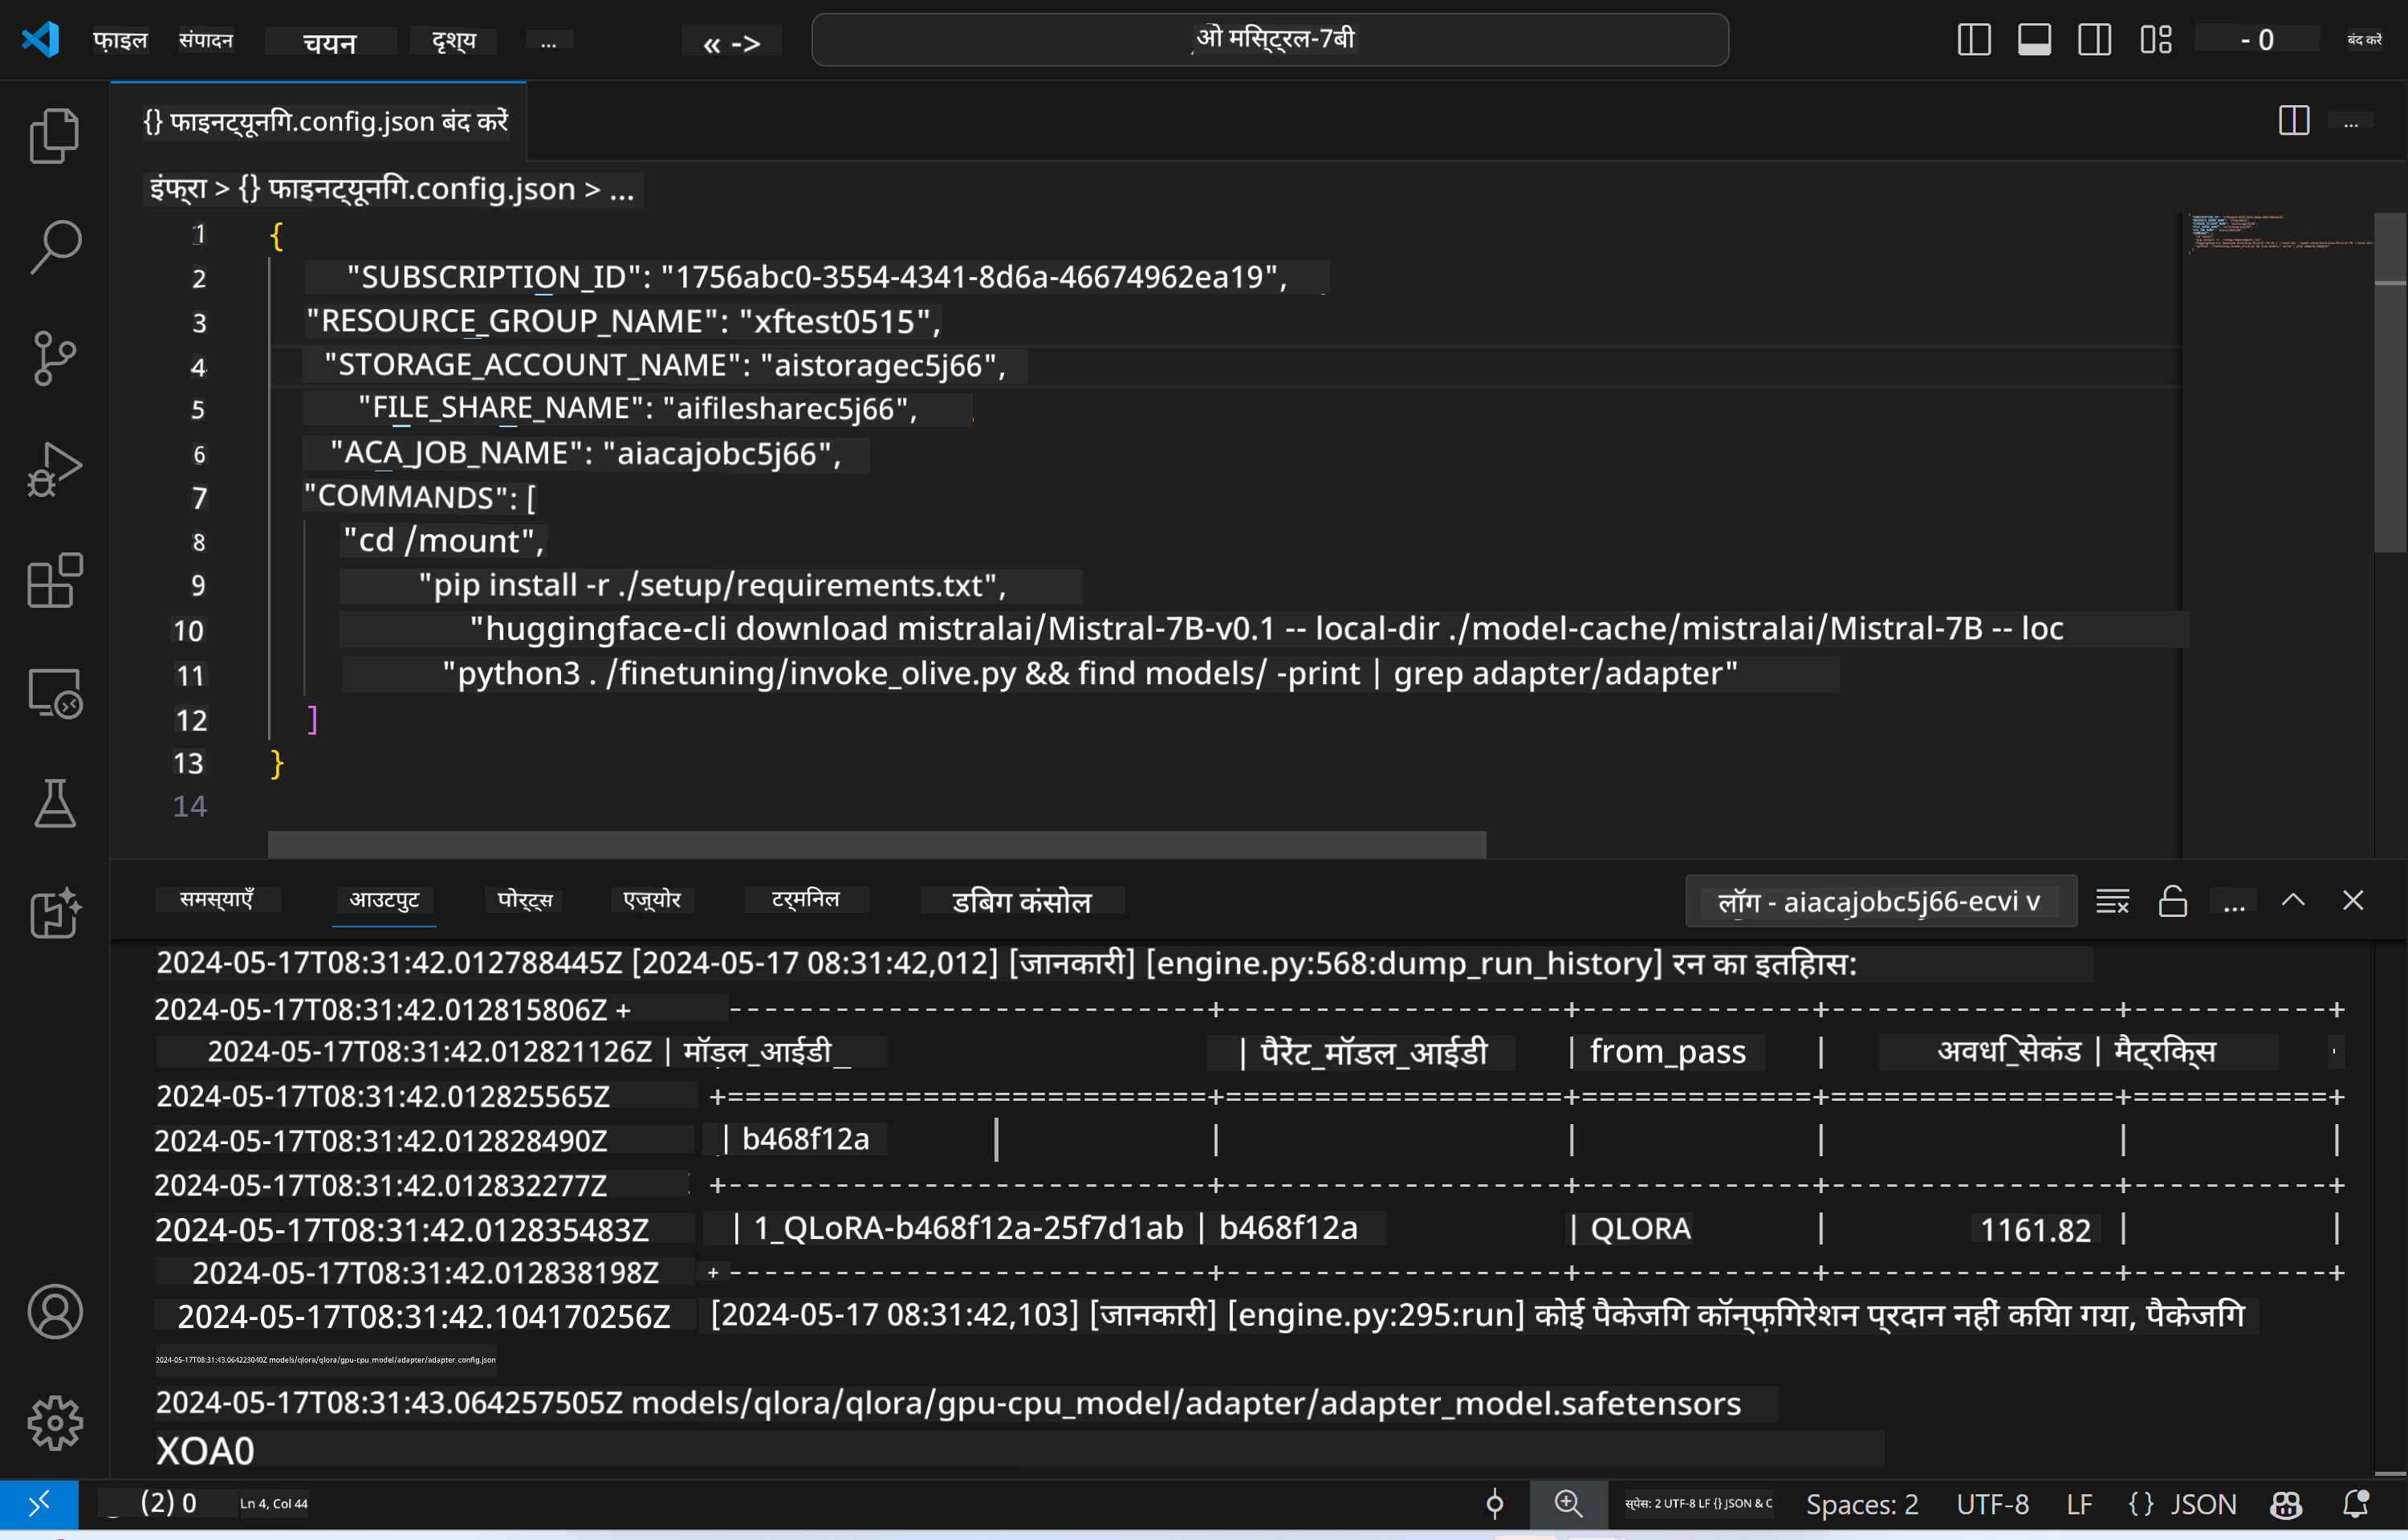 फ़ाइल संपादन चयन दृश्य ... « -> ओ मिस्ट्रल-7बी - 0 बंद करें
{} फाइनट्यूनिंग.config.json बंद करें ...
इंफ्रा > {} फाइनट्यूनिंग.config.json > ...
1 {
2 "SUBSCRIPTION_ID": "1756abc0-3554-4341-8d6a-46674962ea19",
3 "RESOURCE_GROUP_NAME": "xftest0515",
4 "STORAGE_ACCOUNT_NAME": "aistoragec5j66",
5 "FILE_SHARE_NAME": "aifilesharec5j66",
6 "ACA_JOB_NAME": "aiacajobc5j66",
7 "COMMANDS": [
8 "cd /mount",
9 "pip install -r ./setup/requirements.txt",
10 "huggingface-cli download mistralai/Mistral-7B-v0.1 -- local-dir ./model-cache/mistralai/Mistral-7B -- loc
11 "python3 . /finetuning/invoke_olive.py && find models/ -print | grep adapter/adapter"
12 ]
13 }
14
समस्याएँ आउटपुट पोर्ट्स एज़्योर टर्मिनल डिबग कंसोल लॉग - aiacajobc5j66-ecvi v ...
2024-05-17T08:31:42.012788445Z [2024-05-17 08:31:42,012] [जानकारी] [engine.py:568:dump_run_history] रन का इतिहास:
2024-05-17T08:31:42.012815806Z +---------------------------+--------------------+--------------+-----------------+------------+
2024-05-17T08:31:42.012821126Z | मॉडल_आईडी | पैरेंट_मॉडल_आईडी | from_pass | अवधि_सेकंड | मैट्रिक्स
2024-05-17T08:31:42.012825565Z +===========================+====================+==============+=================+============+
2024-05-17T08:31:42.012828490Z | b468f12a | | | | | |
2024-05-17T08:31:42.012832277Z +---------------------------+--------------------+--------------+-----------------+------------+
2024-05-17T08:31:42.012835483Z | 1_QLoRA-b468f12a-25f7d1ab | b468f12a | QLORA | 1161.82 | |
2024-05-17T08:31:42.012838198Z +---------------------------+--------------------+--------------+-----------------+------------+
2024-05-17T08:31:42.104170256Z [2024-05-17 08:31:42,103] [जानकारी] [engine.py:295:run] कोई पैकेजिंग कॉन्फ़िगरेशन प्रदान नहीं किया गया, पैकेजिंग
2024-05-17T08:31:43.064223040Z models/qlora/qlora/gpu-cpu_model/adapter/adapter_config.json
2024-05-17T08:31:43.064257505Z models/qlora/qlora/gpu-cpu_model/adapter/adapter_model.safetensors
XOA0
(2) 0 Ln 4, Col 44 स्पेस: 2 UTF-8 LF {} JSON & C Spaces: 2 UTF-8 LF {} JSON